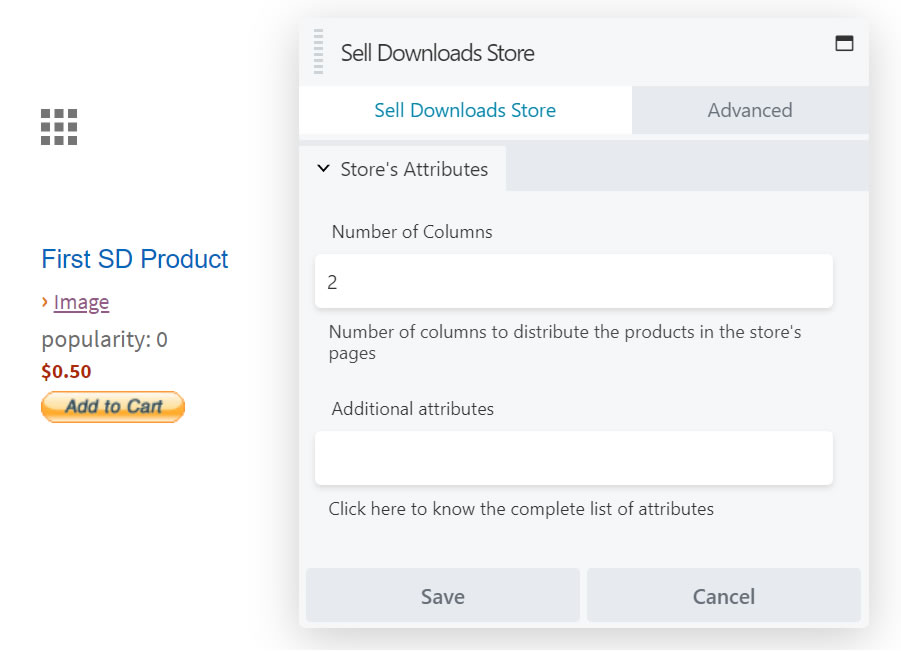 Sell Downloads Store
Sell Downloads Store
Advanced
Store's Attributes
Number of Columns
2
Number of columns to distribute the products in the store's
pages
Additional attributes
Click here to know the complete list of attributes
Save
Cancel
First SD Product
› Image
popularity: 0
$0.50
Add to Cart